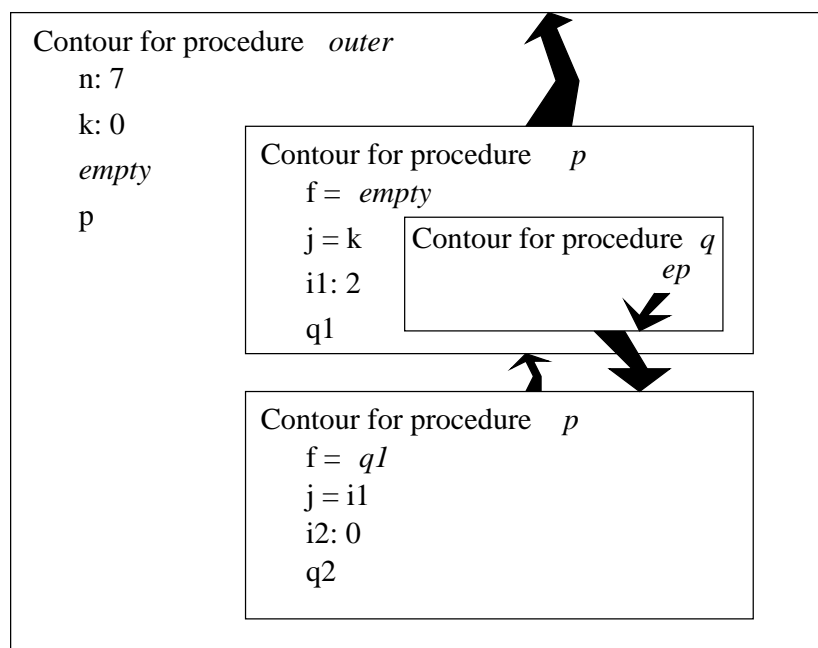 Contour for procedure outer
n: 7
k: 0
empty
p
Contour for procedure p
f = empty
j = k
i1: 2
q1
Contour for procedure q
ep
Contour for procedure p
f = q1
j = i1
i2: 0
q2